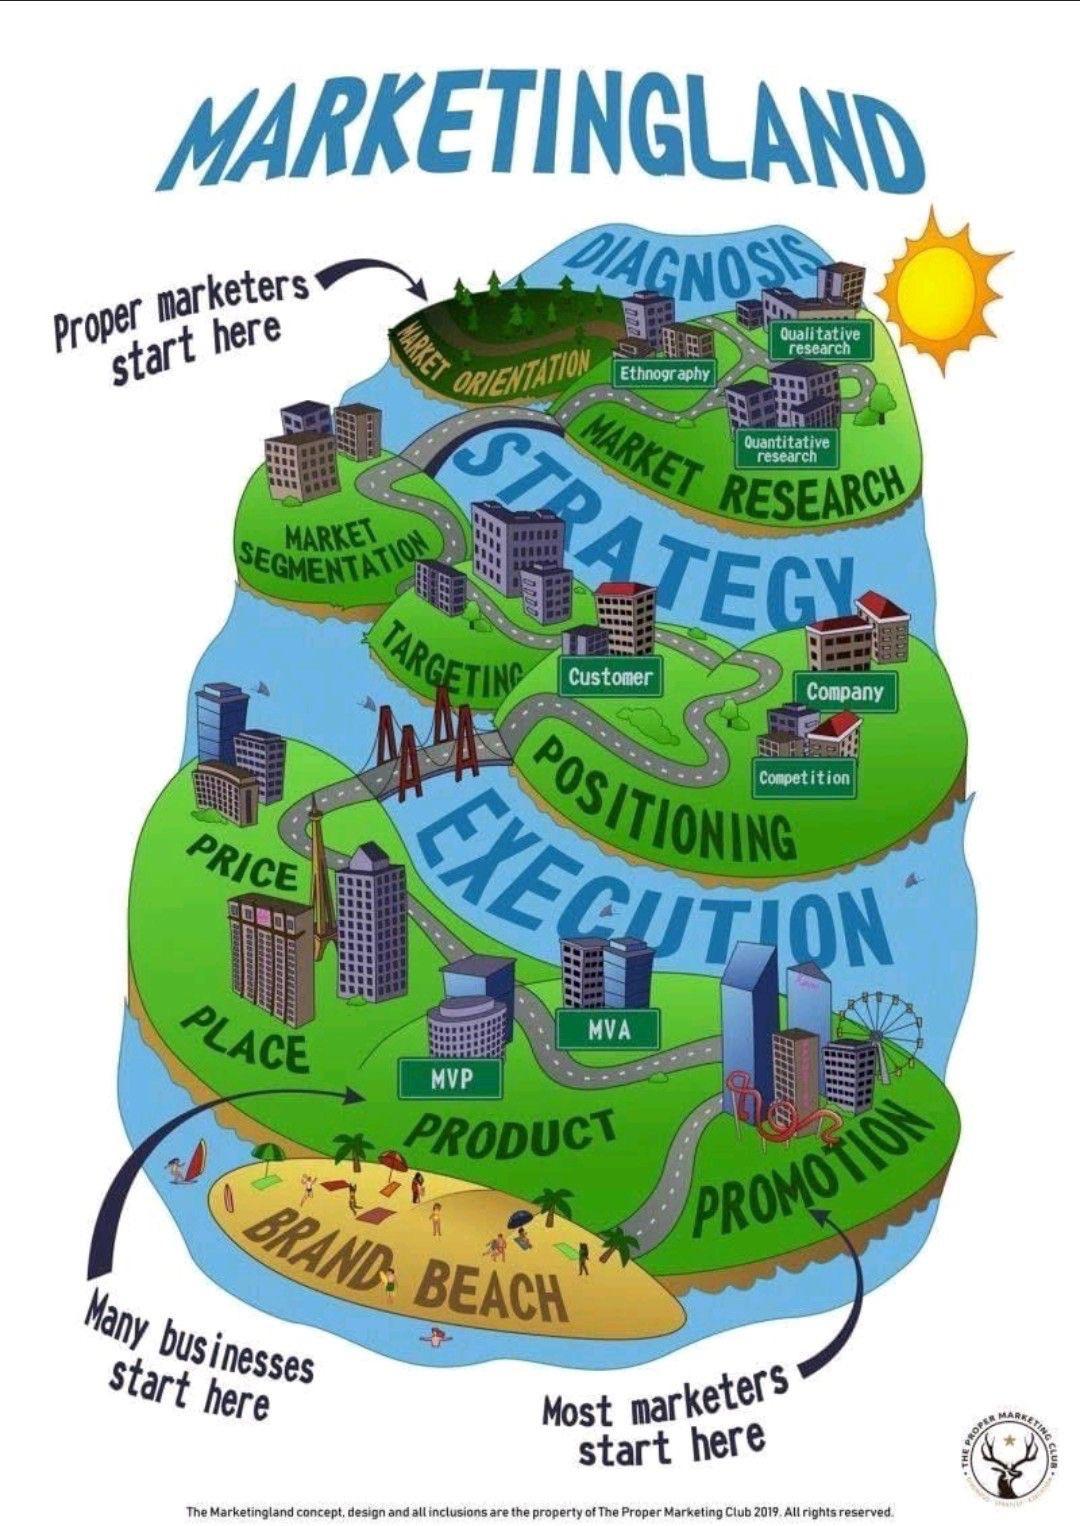 MARKETINGLAND
Proper marketers
start here
DIAGNOSIS
MARKET ORIENTATION
Ethnography
Qualitative
research
Quantitative
research
MARKET RESEARCH
STRATEGY
MARKET
SEGMENTATION
TARGETING
Customer
Company
Competition
POSITIONING
EXECUTION
PRICE
PLACE
MVA
MVP
PRODUCT
PROMOTION
BRAND BEACH
Many businesses
start here
Most marketers
start here
THE PROPER MARKETING CLUB
The Marketingland concept, design and all inclusions are the property of The Proper Marketing Club 2019. All rights reserved.